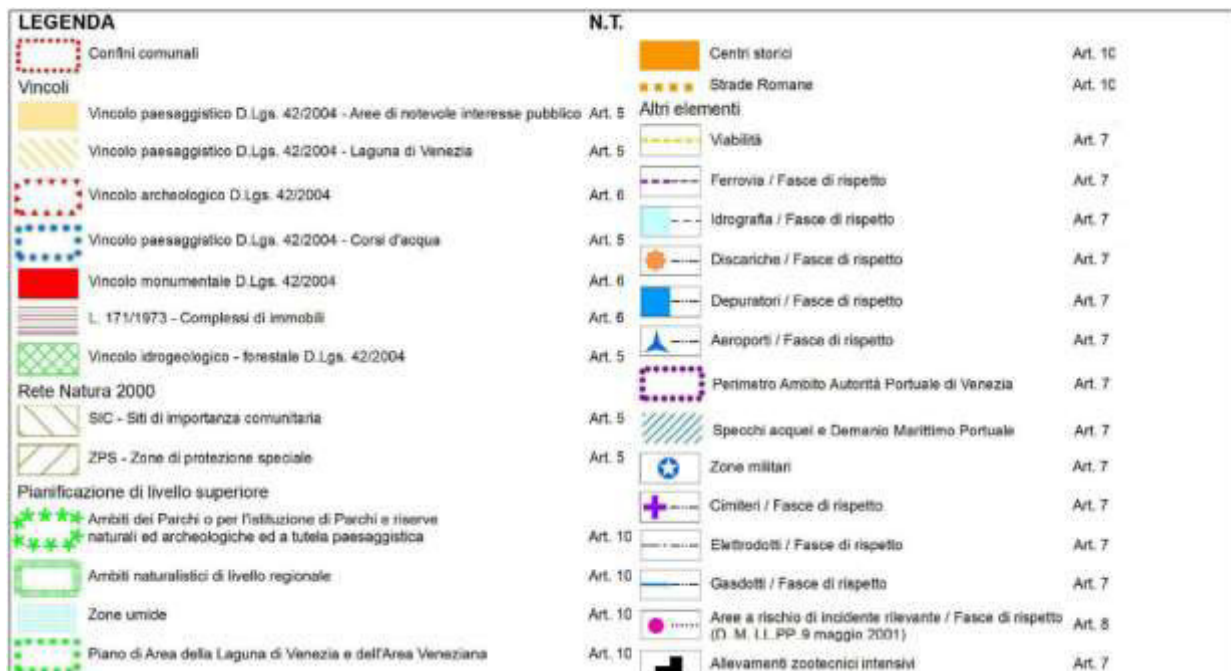 LEGENDA
N.T.
Confini comunali
Vincoli
Vincolo paesaggistico D.Lgs. 42/2004 - Aree di notevole interesse pubblico Art. 5
Vincolo paesaggistico D.Lgs. 42/2004 - Laguna di Venezia Art. 5
Vincolo archeologico D.Lgs. 42/2004 Art. 6
Vincolo paesaggistico D.Lgs. 42/2004 - Corsi d'acqua Art. 5
Vincolo monumentale D.Lgs. 42/2004 Art. 6
L. 171/1973 - Complessi di immobili Art. 6
Vincolo idrogeologico - forestale D.Lgs. 42/2004 Art. 5
Rete Natura 2000
SIC - Siti di importanza comunitaria Art. 5
ZPS - Zone di protezione speciale Art. 5
Pianificazione di livello superiore
Ambiti dei Parchi o per l'istituzione di Parchi e riserve
naturali ed archeologiche ed a tutela paesaggistica Art. 10
Ambiti naturalistici di livello regionale Art. 10
Zone umide Art. 10
Piano di Area della Laguna di Venezia e dell'Area Veneziana Art. 10
Centri storici Art. 10
Strade Romane Art. 10
Altri elementi
Viabilità Art. 7
Ferrovia / Fasce di rispetto Art. 7
Idrografia / Fasce di rispetto Art. 7
Discariche / Fasce di rispetto Art. 7
Depuratori / Fasce di rispetto Art. 7
Aeroporti / Fasce di rispetto Art. 7
Perimetro Ambito Autorità Portuale di Venezia Art. 7
Specchi acquei e Demanio Marittimo Portuale Art. 7
Zone militari Art. 7
Cimiteri / Fasce di rispetto Art. 7
Elettrodotti / Fasce di rispetto Art. 7
Gasdotti / Fasce di rispetto Art. 7
Aree a rischio di incidente rilevante / Fasce di rispetto Art. 8
(D. M. LL.PP. 9 maggio 2001)
Allevamenti zootecnici intensivi Art. 7